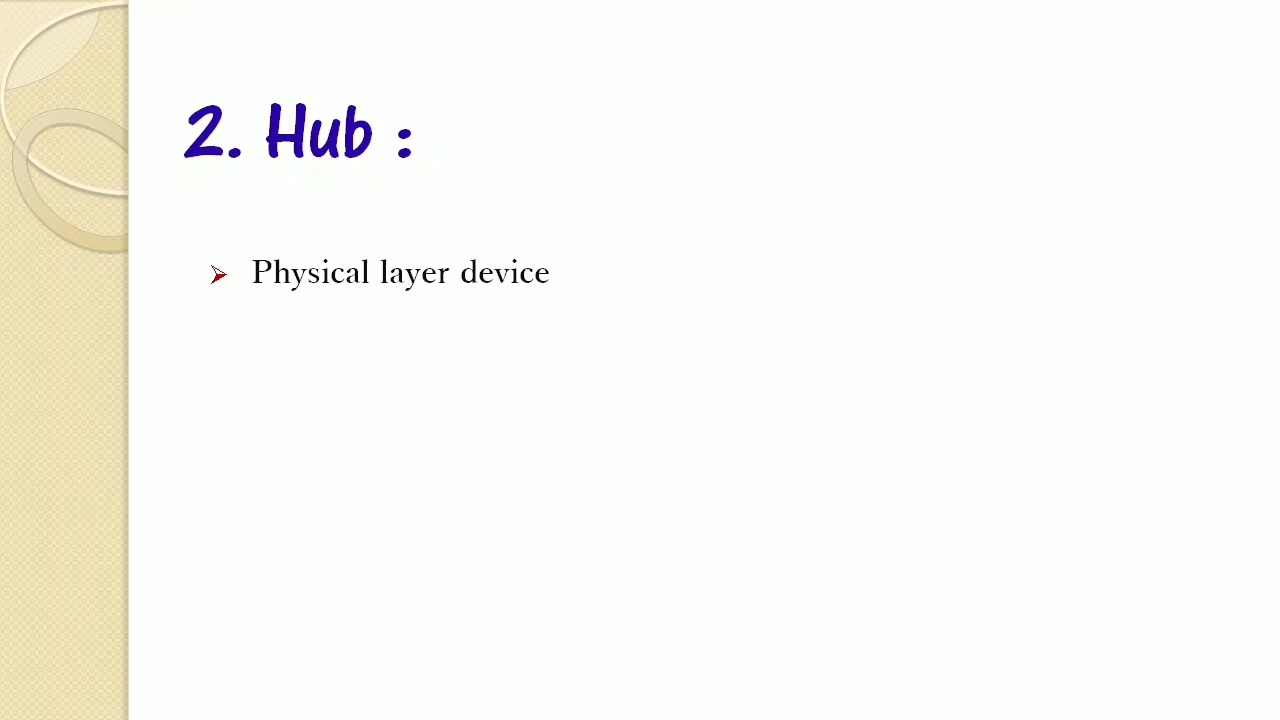 2. Hub :
➢ Physical layer device